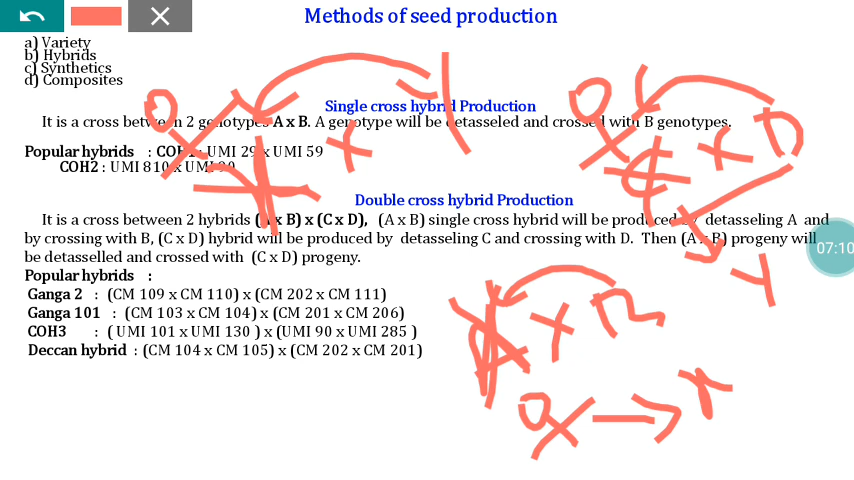 Methods of seed production
a) Variety
b) Hybrids
c) Synthetics
d) Composites
Single cross hybrid Production
It is a cross between 2 genotypes A x B. A genotype will be detasseled and crossed with B genotypes.
Popular hybrids : COH1 : UMI 29 x UMI 59
COH2 : UMI 810 x UMI 90
Double cross hybrid Production
It is a cross between 2 hybrids (A x B) x (C x D), (A x B) single cross hybrid will be produced by detasseling A and
by crossing with B, (C x D) hybrid will be produced by detasseling C and crossing with D. Then (A x B) progeny will
be detasselled and crossed with (C x D) progeny.
Popular hybrids :
Ganga 2 : (CM 109 x CM 110) x (CM 202 x CM 111)
Ganga 101 : (CM 103 x CM 104) x (CM 201 x CM 206)
COH3 : ( UMI 101 x UMI 130 ) x (UMI 90 x UMI 285 )
Deccan hybrid : (CM 104 x CM 105) x (CM 202 x CM 201)
07:10